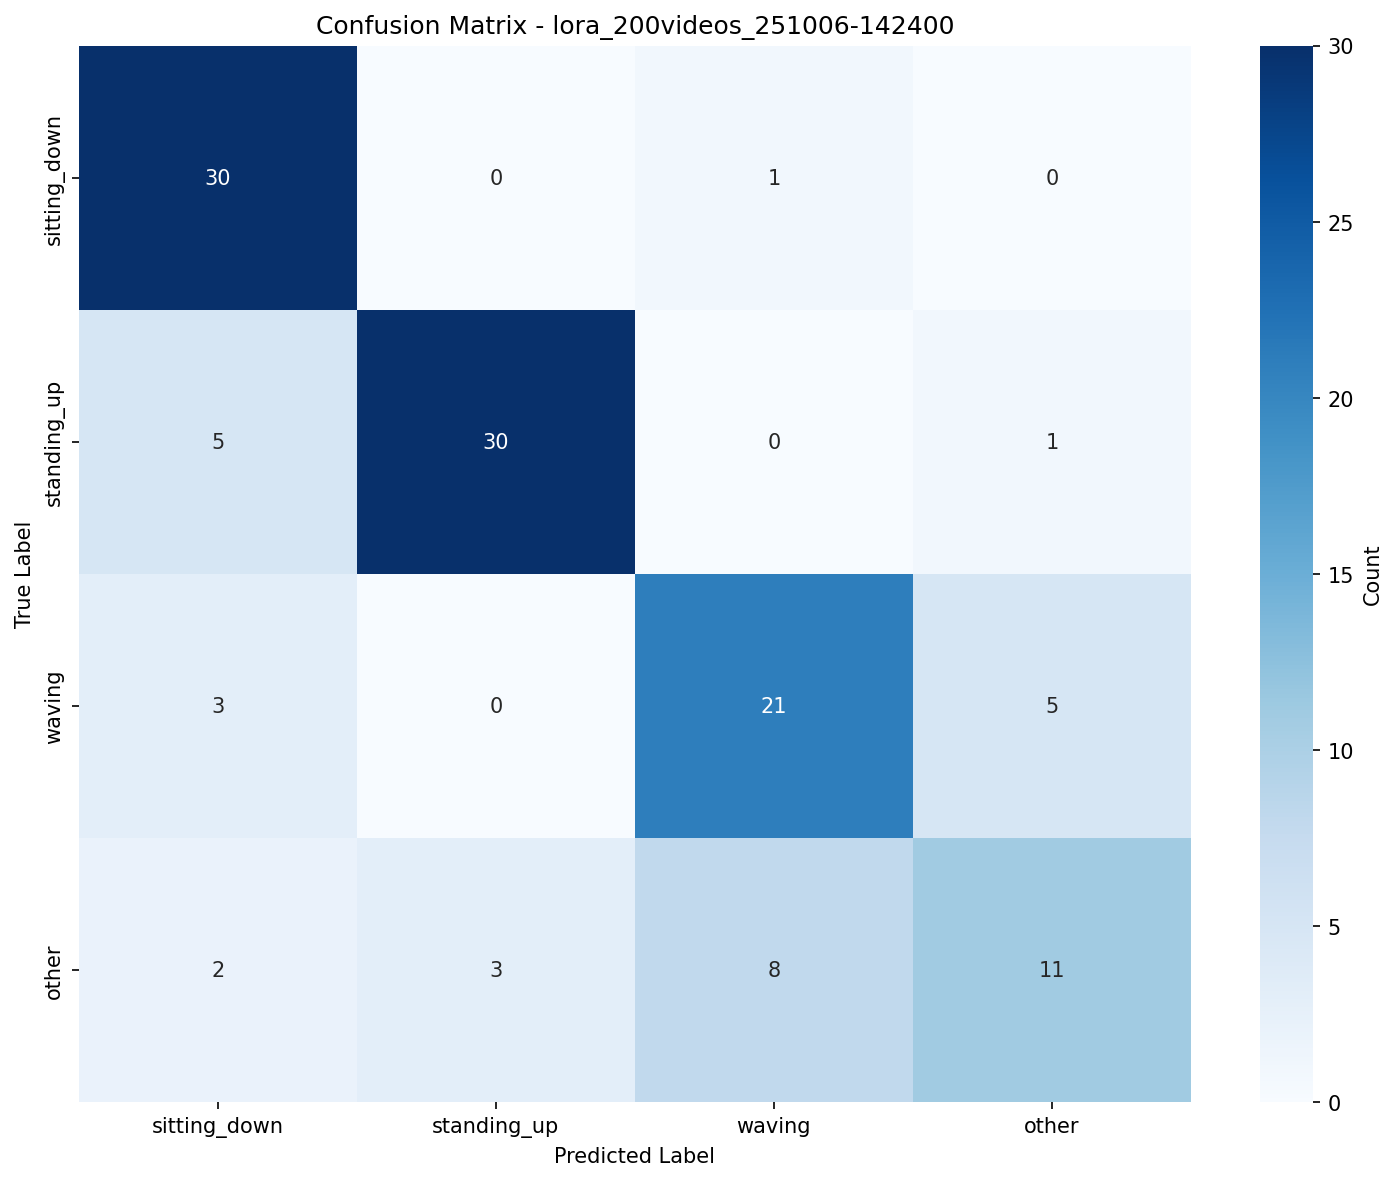 Confusion Matrix - lora_200videos_251006-142400
sitting_down
30
0
1
0
standing_up
5
30
0
1
waving
3
0
21
5
other
2
3
8
11
True Label
sitting_down
standing_up
waving
other
Predicted Label
30
25
20
15
10
5
0
Count